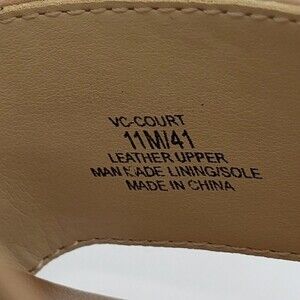 VC-COURT
11M/41
LEATHER UPPER
MAN MADE LINING/SOLE
MADE IN CHINA